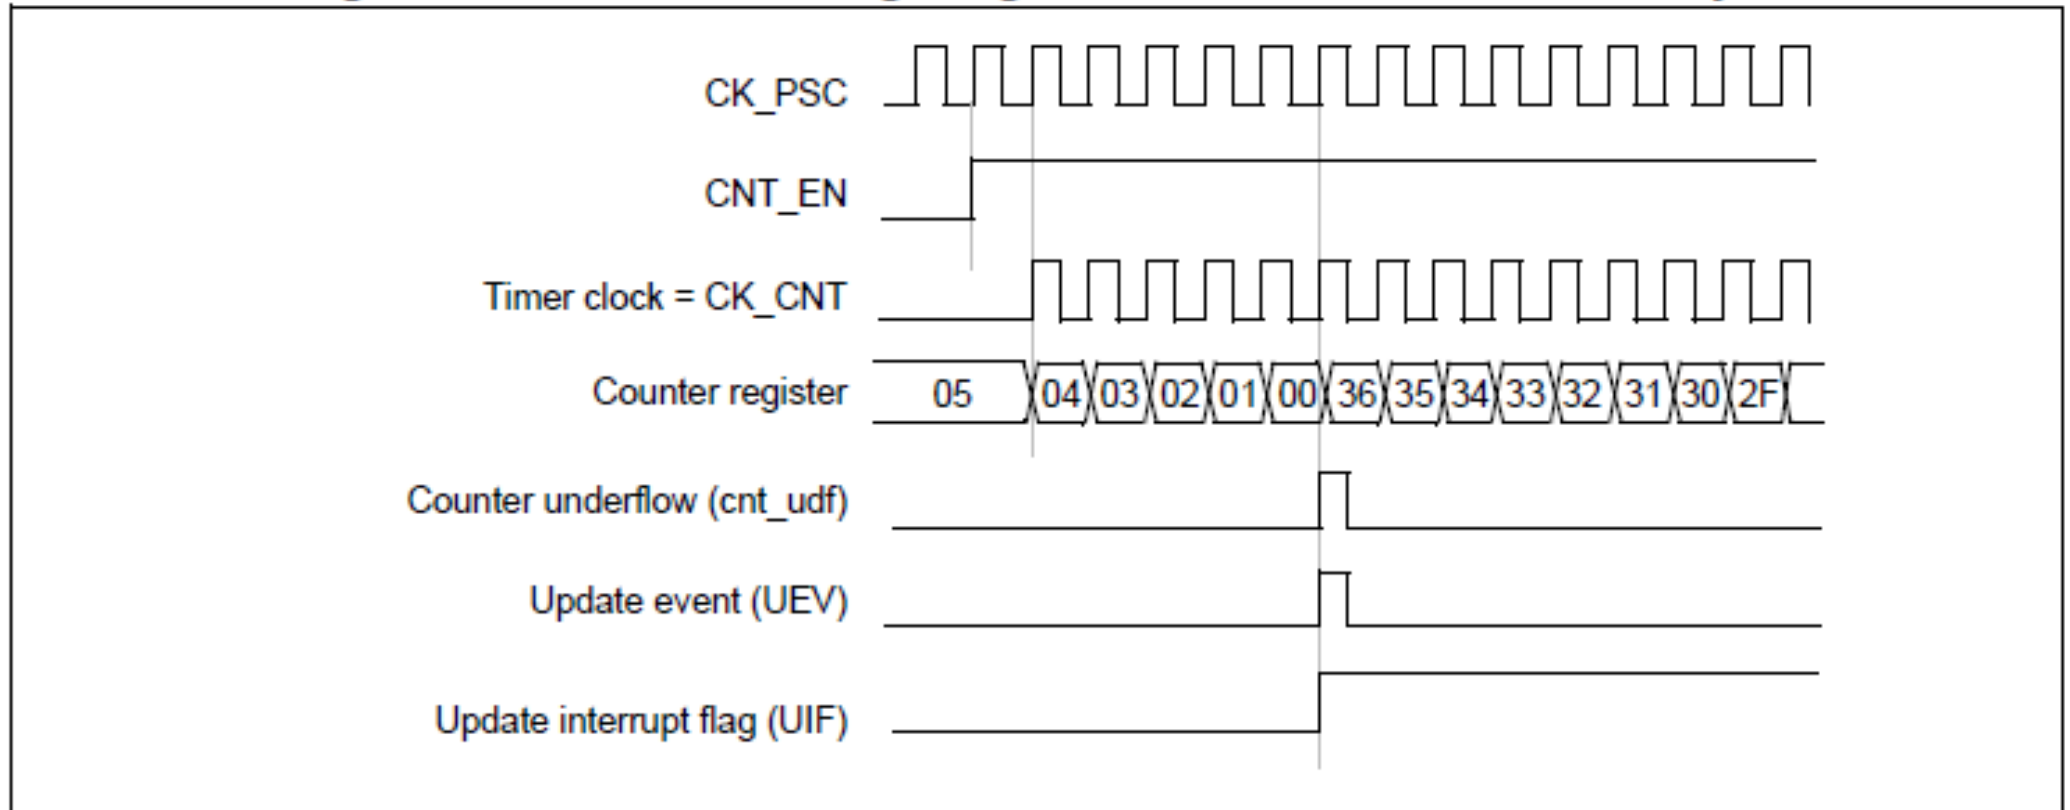 CK_PSC
CNT_EN
Timer clock = CK_CNT
Counter register 05 04 03 02 01 00 36 35 34 33 32 31 30 2F
Counter underflow (cnt_udf)
Update event (UEV)
Update interrupt flag (UIF)